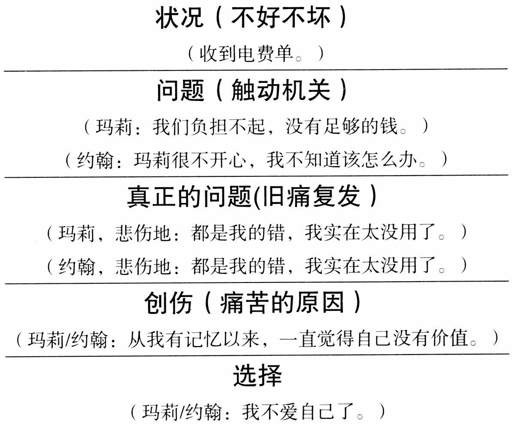 状况（不好不坏）
（收到电费单。）
问题（触动机关）
（玛莉：我们负担不起，没有足够的钱。）
（约翰：玛莉很不开心，我不知道该怎么办。）
真正的问题(旧痛复发）
（玛莉，悲伤地：都是我的错，我实在太没用了。）
（约翰，悲伤地：都是我的错，我实在太没用了。）
创伤（痛苦的原因）
（玛莉/约翰：从我有记忆以来，一直觉得自己没有价值。）
选择
（玛莉/约翰：我不爱自己了。）